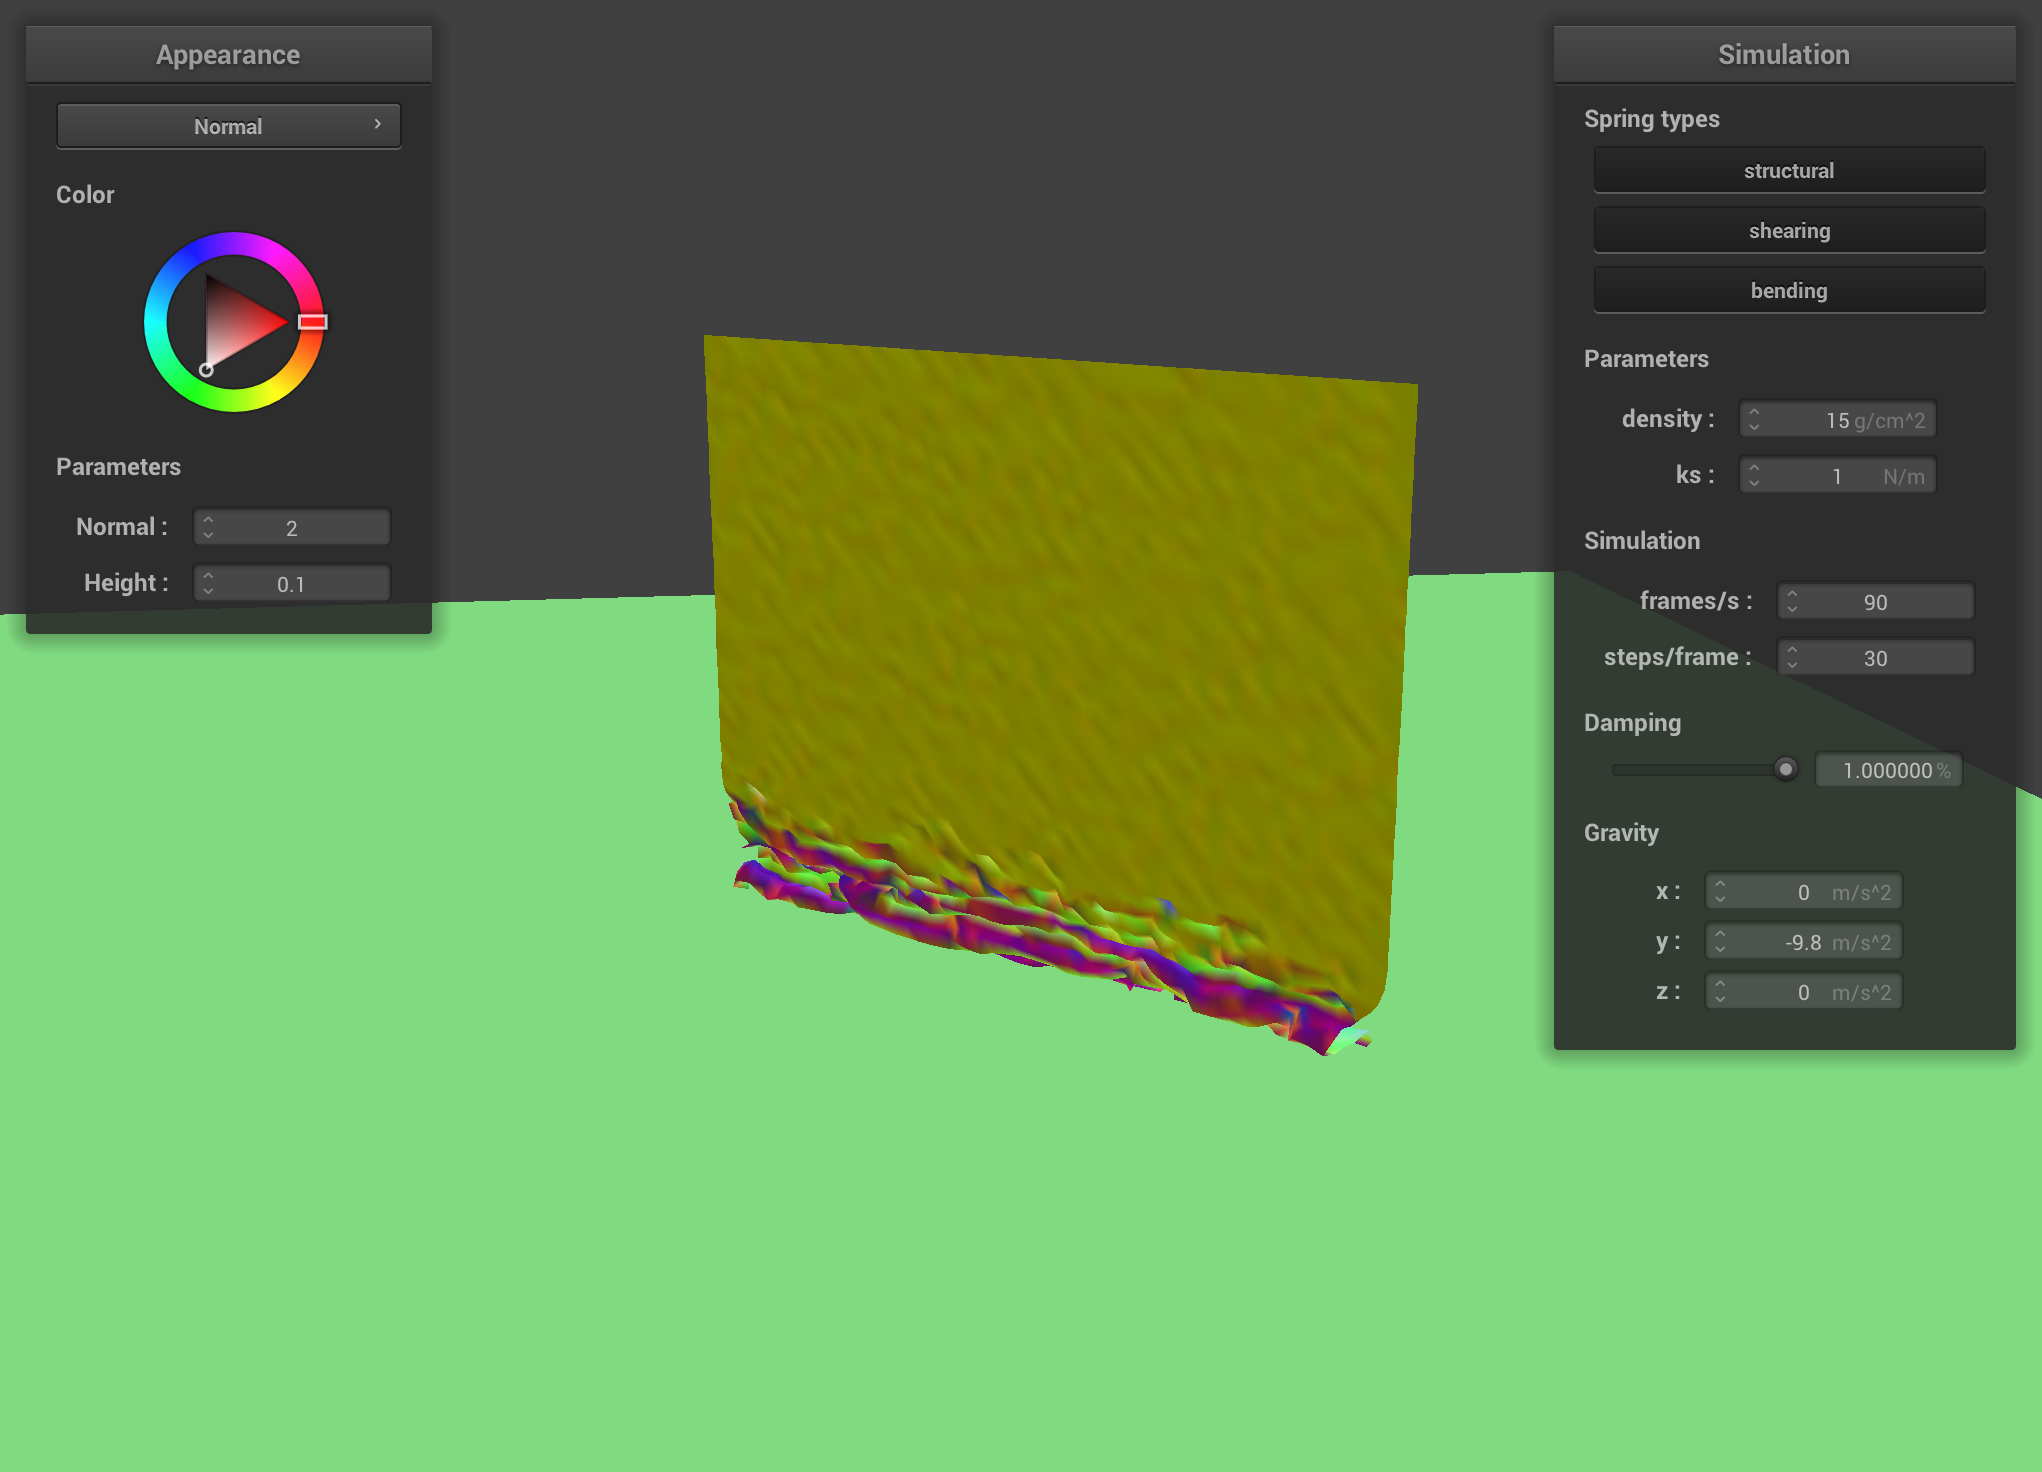 Appearance
Normal
Color
Parameters
Normal : 2
Height : 0.1
Simulation
Spring types
structural
shearing
bending
Parameters
density : 15 g/cm^2
ks : 1 N/m
Simulation
frames/s : 90
steps/frame : 30
Damping
1.000000 %
Gravity
x : 0 m/s^2
y : -9.8 m/s^2
z : 0 m/s^2